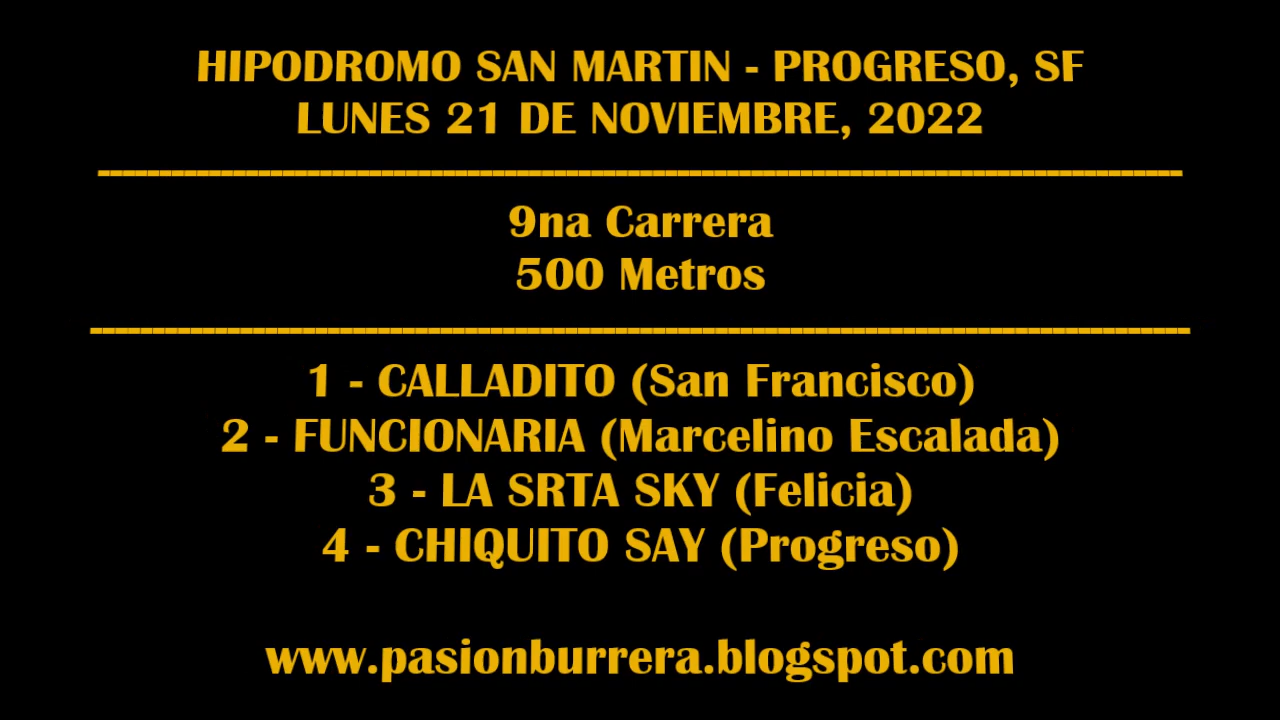 HIPODROMO SAN MARTIN - PROGRESO, SF
LUNES 21 DE NOVIEMBRE, 2022
9na Carrera
500 Metros
1 - CALLADITO (San Francisco)
2 - FUNCIONARIA (Marcelino Escalada)
3 - LA SRTA SKY (Felicia)
4 - CHIQUITO SAY (Progreso)
www.pasionburrera.blogspot.com